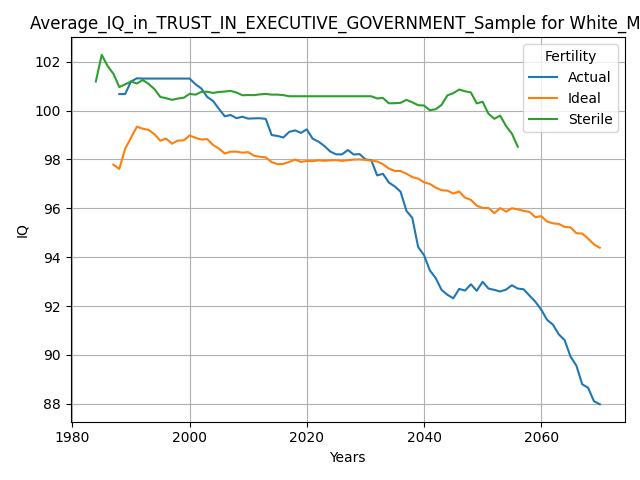 Average_IQ_in_TRUST_IN_EXECUTIVE_GOVERNMENT_Sample for White_M
Fertility
Actual
Ideal
Sterile
IQ
102
100
98
96
94
92
90
88
1980
2000
2020
2040
2060
Years